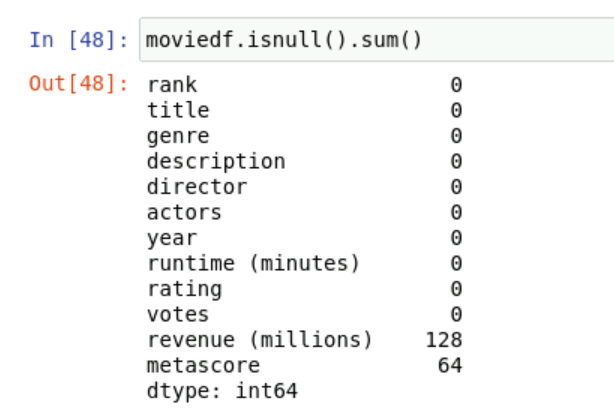 In [48]: moviedf.isnull().sum()
Out[48]: rank 0
title 0
genre 0
description 0
director 0
actors 0
year 0
runtime (minutes) 0
rating 0
votes 0
revenue (millions) 128
metascore 64
dtype: int64